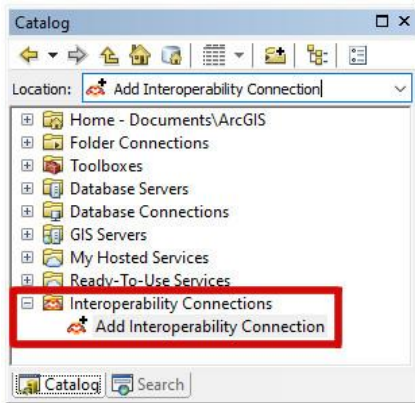 Catalog
Location: Add Interoperability Connection
Home - Documents\ArcGIS
Folder Connections
Toolboxes
Database Servers
Database Connections
GIS Servers
My Hosted Services
Ready-To-Use Services
Interoperability Connections
Add Interoperability Connection
Catalog Search